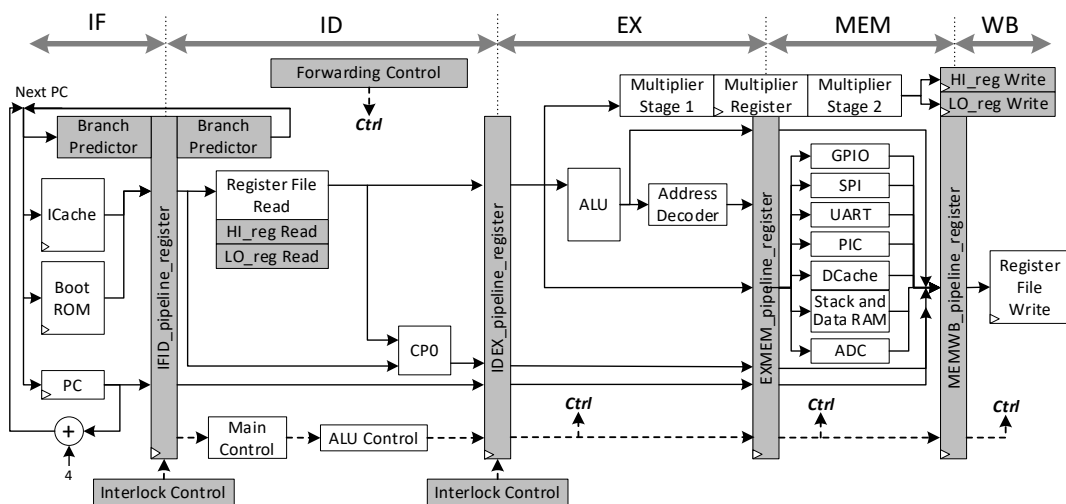 IF
ID
EX
MEM
WB
Forwarding Control
Ctrl
Next PC
Branch
Predictor
Branch
Predictor
ICache
Boot
ROM
PC
+
4
IFID_pipeline_register
Interlock Control
Register File
Read
HI_reg Read
LO_reg Read
CP0
Main
Control
ALU Control
IDEX_pipeline_register
Interlock Control
Multiplier
Stage 1
Multiplier
Register
Multiplier
Stage 2
HI_reg Write
LO_reg Write
ALU
Address
Decoder
Ctrl
EXMEM_pipeline_register
GPIO
SPI
UART
PIC
DCache
Stack and
Data RAM
ADC
Ctrl
MEMWB_pipeline_register
Register
File
Write
Ctrl